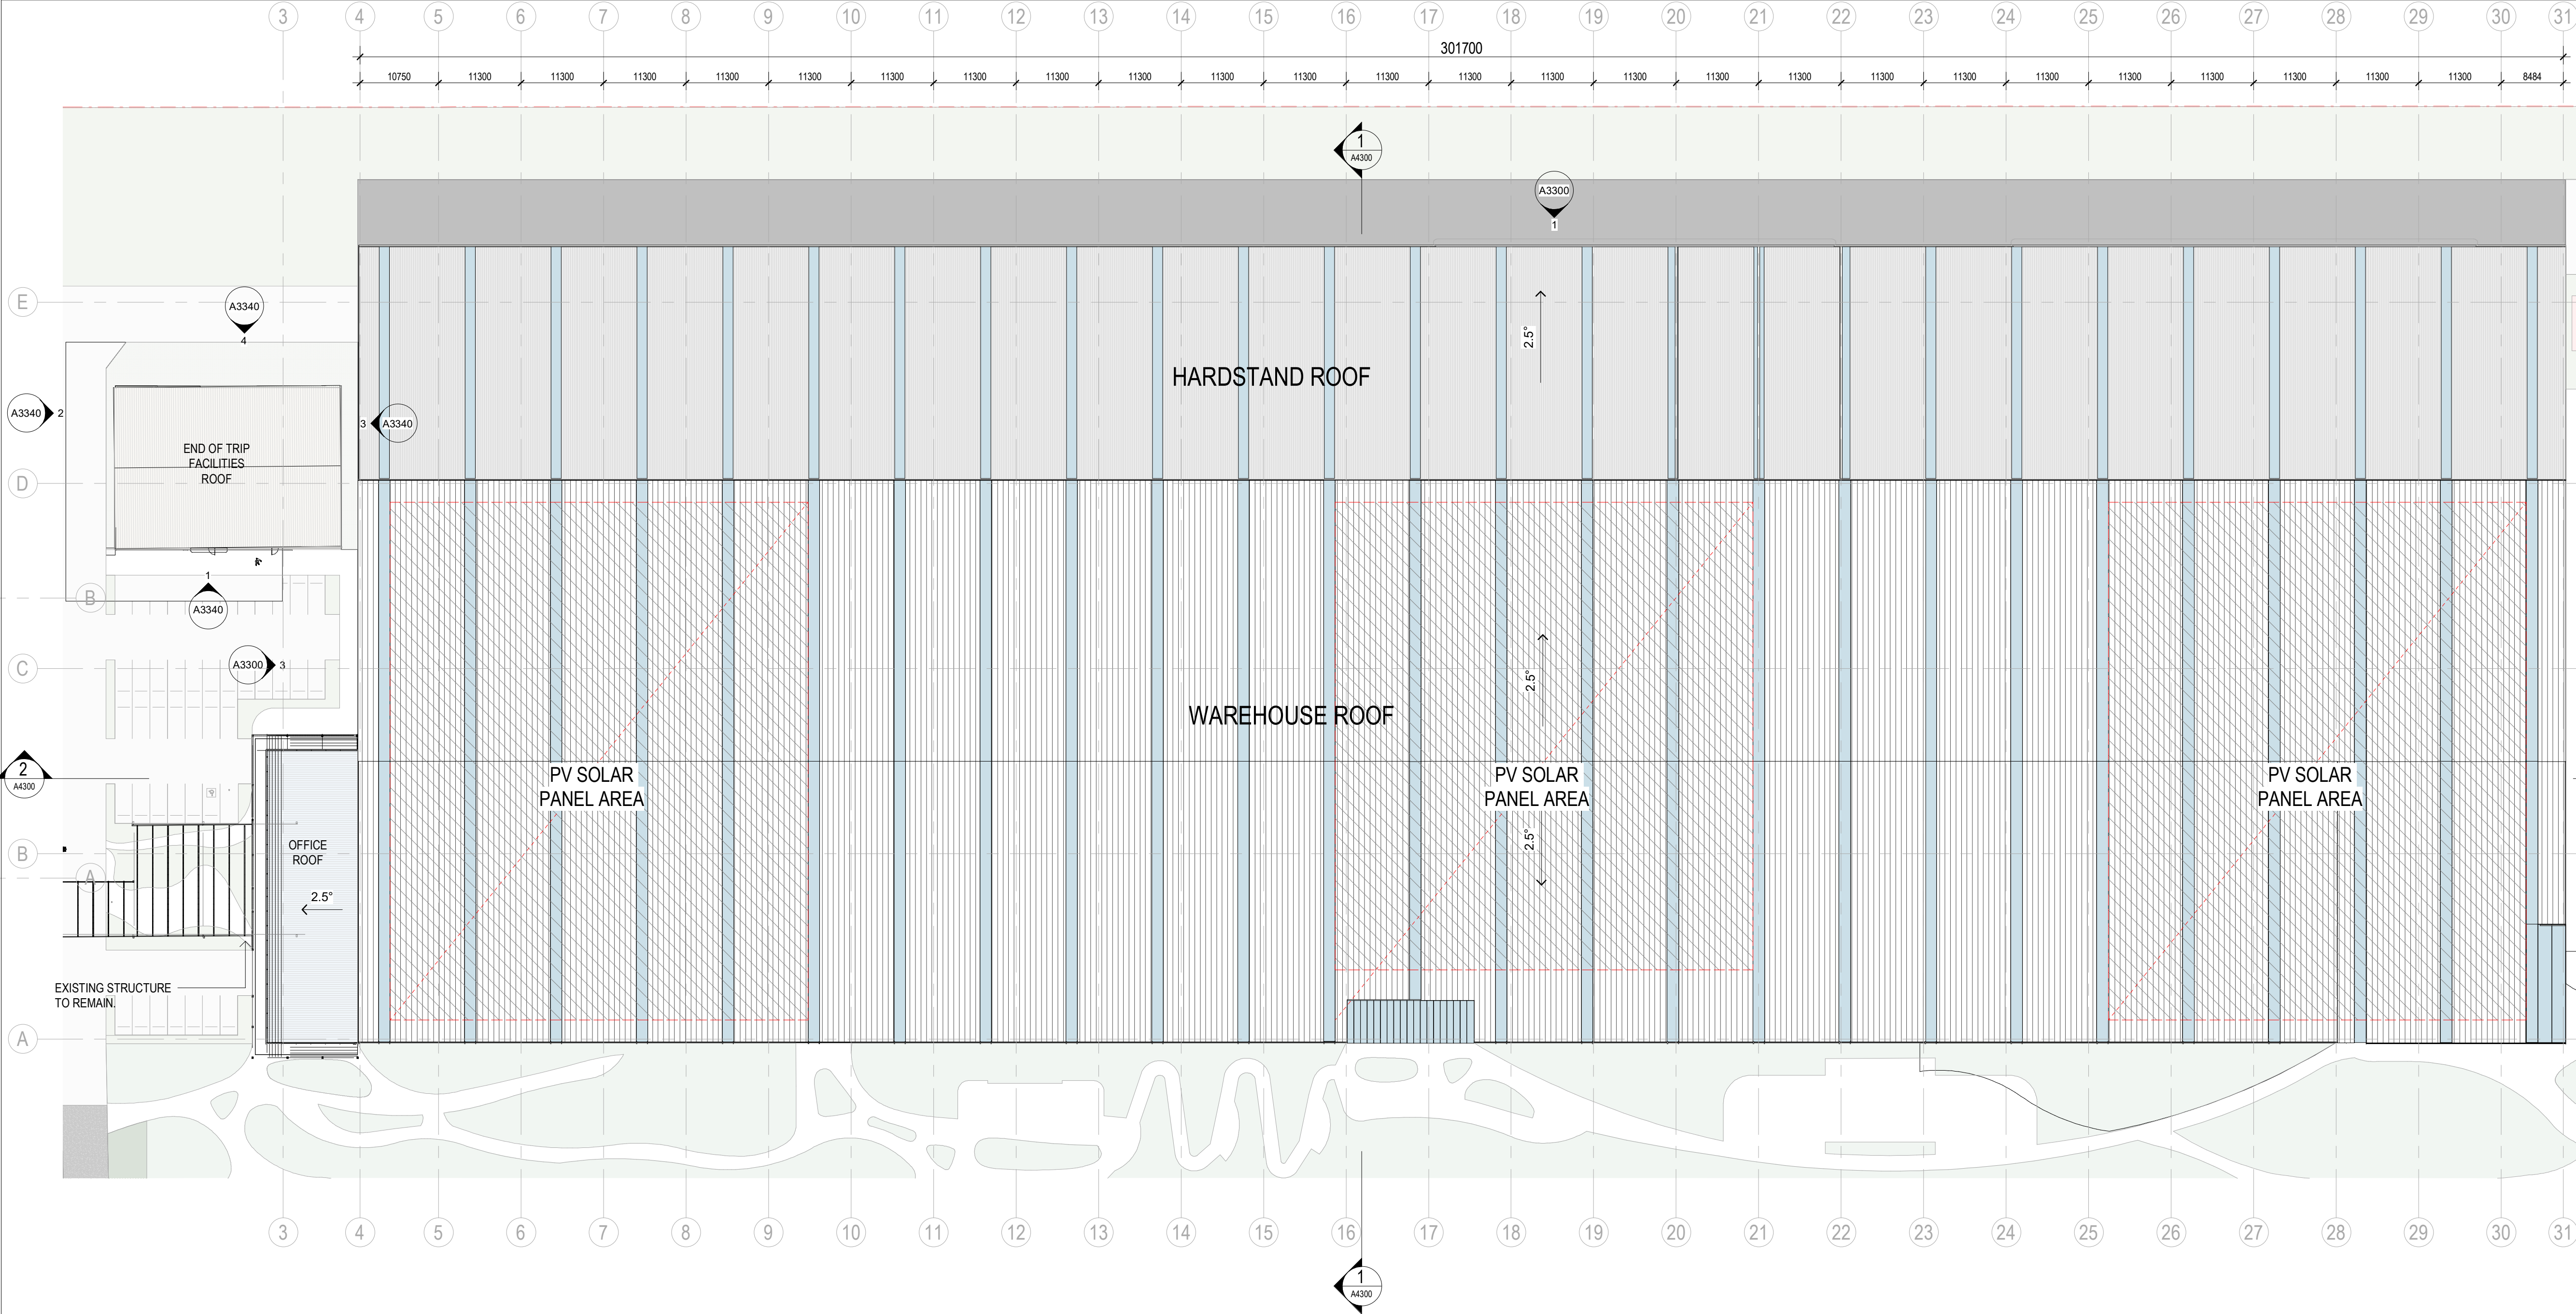 3 4 5 6 7 8 9 10 11 12 13 14 15 16 17 18 19 20 21 22 23 24 25 26 27 28 29 30 31
301700
10750 11300 11300 11300 11300 11300 11300 11300 11300 11300 11300 11300 11300 11300 11300 11300 11300 11300 11300 11300 11300 11300 11300 11300 11300 11300 8484
1
A4300
A3300
1
E
A3340
4
2.5°
HARDSTAND ROOF
A3340 2
3 A3340
END OF TRIP
FACILITIES
ROOF
D
1
A3340
B
C
A3300 3
2.5°
WAREHOUSE ROOF
2
A4300
PV SOLAR
PANEL AREA
PV SOLAR
PANEL AREA
PV SOLAR
PANEL AREA
2.5°
OFFICE
ROOF
B
A
2.5°
EXISTING STRUCTURE
TO REMAIN.
A
3 4 5 6 7 8 9 10 11 12 13 14 15 16 17 18 19 20 21 22 23 24 25 26 27 28 29 30 31
1
A4300